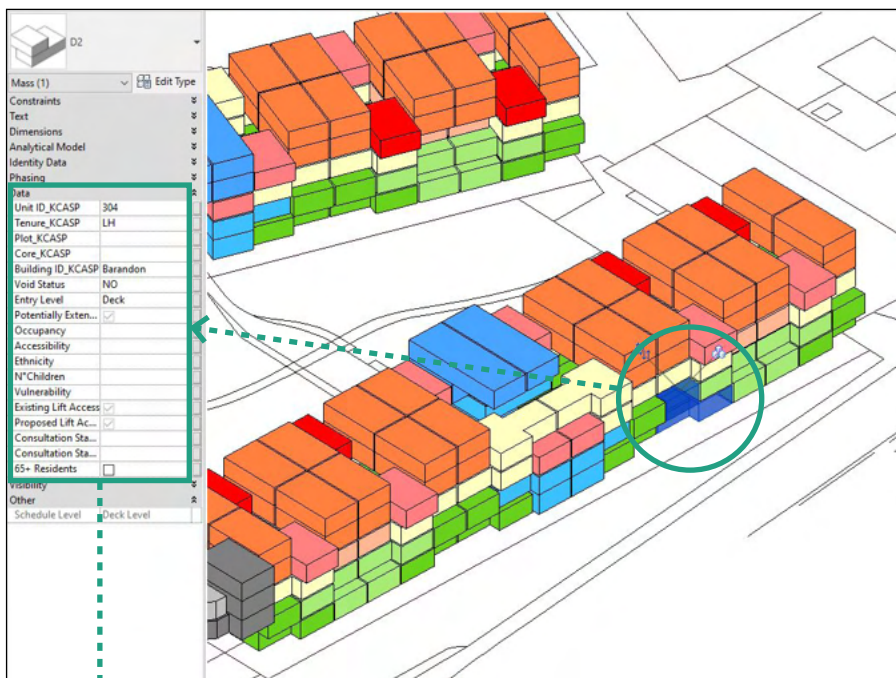 D2
Mass (1) Edit Type
Constraints
Text
Dimensions
Analytical Model
Identity Data
Phasing
Data
Unit ID_KCASP 304
Tenure_KCASP LH
Plot_KCASP
Core_KCASP
Building ID_KCASP Barandon
Void Status NO
Entry Level Deck
Potentially Exten...
Occupancy
Accessibility
Ethnicity
N°Children
Vulnerability
Existing Lift Access
Proposed Lift Ac...
Consultation Sta...
Consultation Sta...
65+ Residents
Visibility
Other
Schedule Level Deck Level